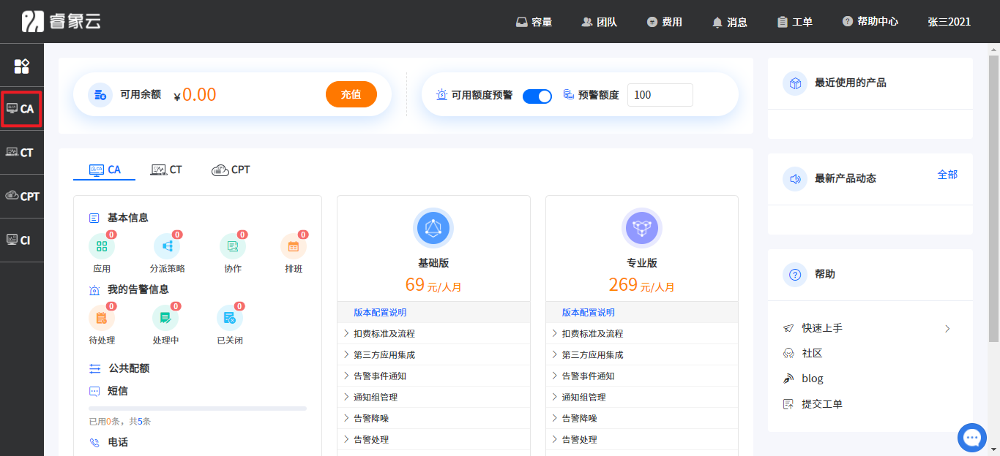 睿象云
容量
团队
费用
消息
工单
帮助中心
张三2021
CA
CT
CPT
CI
可用余额
¥0.00
充值
可用额度预警
预警额度
100
CA
CT
CPT
基本信息
0
0
0
0
应用
分派策略
协作
排班
我的告警信息
0
0
0
待处理
处理中
已关闭
公共配额
短信
已用0条，共5条
电话
基础版
69 元/人月
版本配置说明
扣费标准及流程
第三方应用集成
告警事件通知
通知组管理
告警降噪
告警处理
专业版
269 元/人月
版本配置说明
扣费标准及流程
第三方应用集成
告警事件通知
通知组管理
告警降噪
告警处理
最近使用的产品
最新产品动态
全部
帮助
快速上手
社区
blog
提交工单